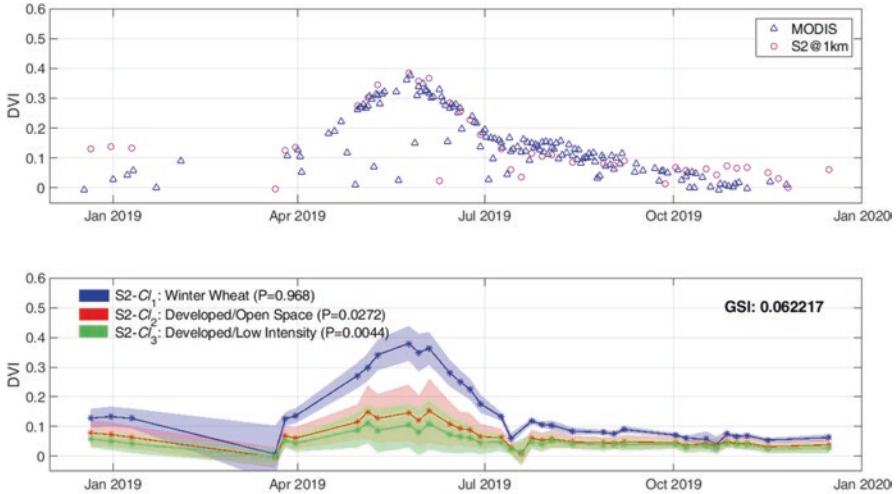 0.6
0.5
0.4
0.3
0.2
0.1
0
DVI
MODIS
S2@1km
Jan 2019
Apr 2019
Jul 2019
Oct 2019
Jan 2020
0.6
0.5
0.4
0.3
0.2
0.1
0
DVI
S2-Cl1: Winter Wheat (P=0.968)
S2-Cl2: Developed/Open Space (P=0.0272)
S2-Cl3: Developed/Low Intensity (P=0.0044)
GSI: 0.062217
Jan 2019
Apr 2019
Jul 2019
Oct 2019
Jan 2020